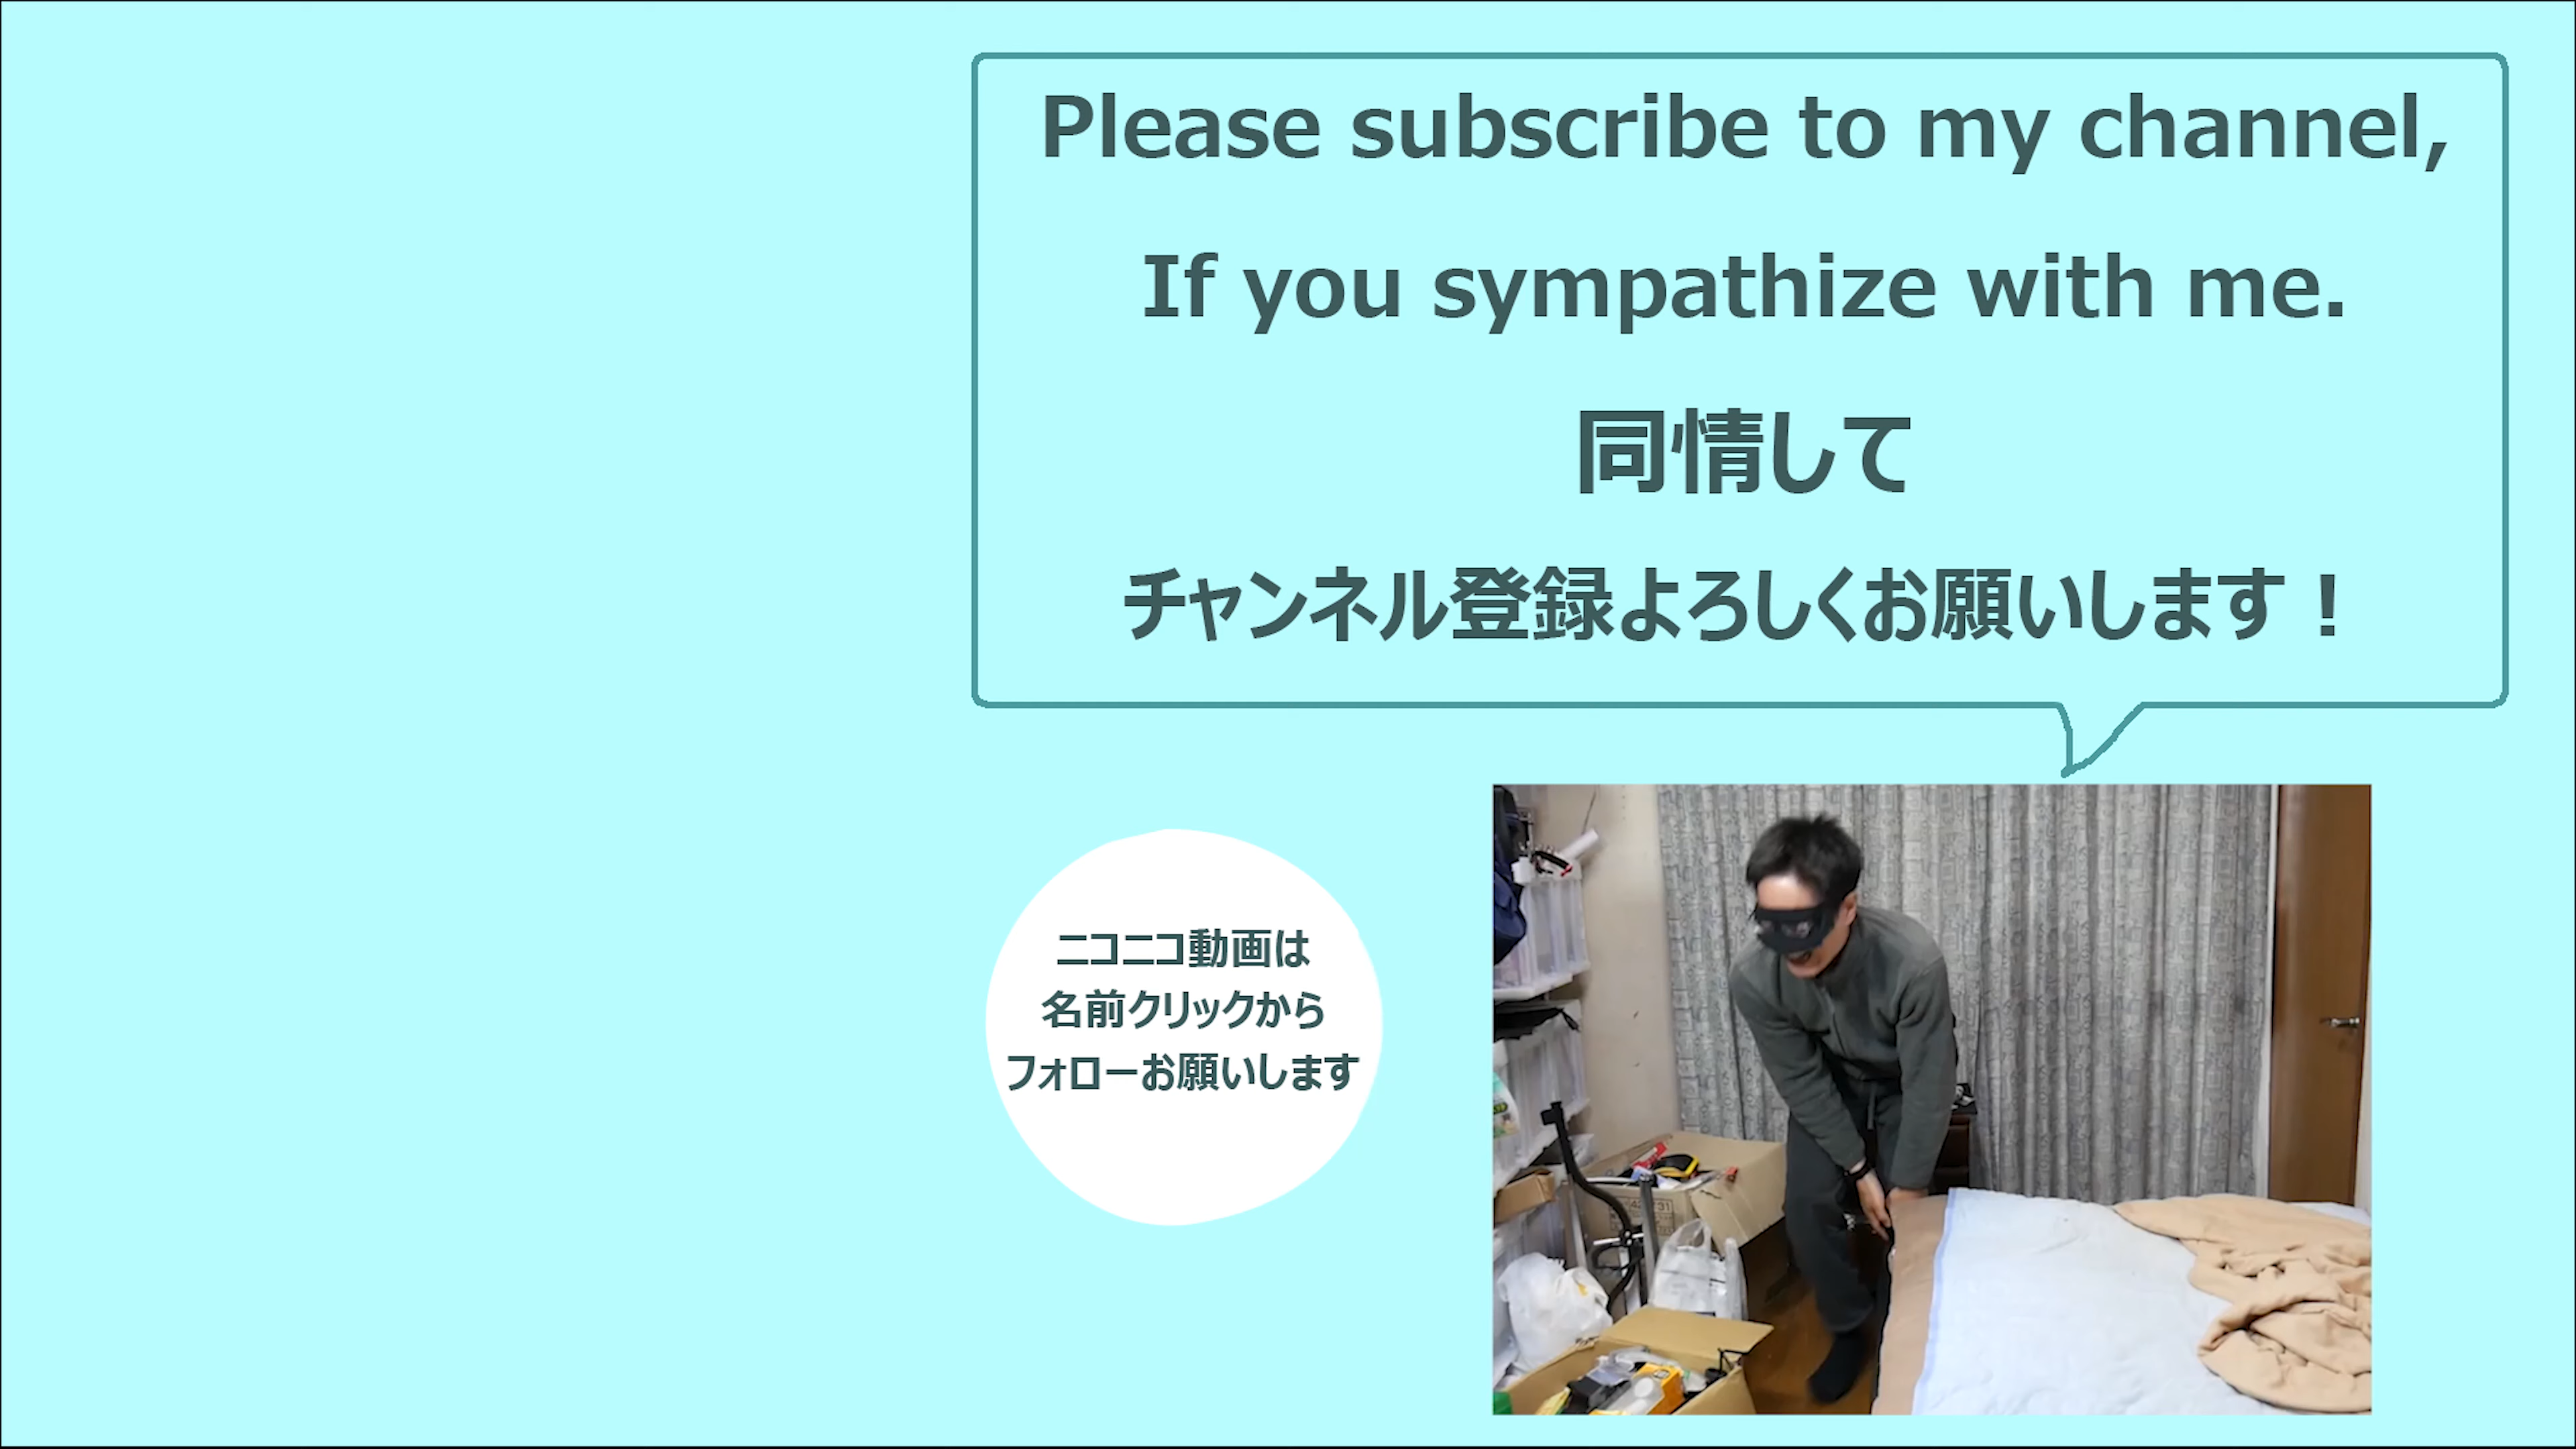 Please subscribe to my channel,
If you sympathize with me.
同情して
チャンネル登録よろしくお願いします！
ニコニコ動画は
名前クリックから
フォローお願いします